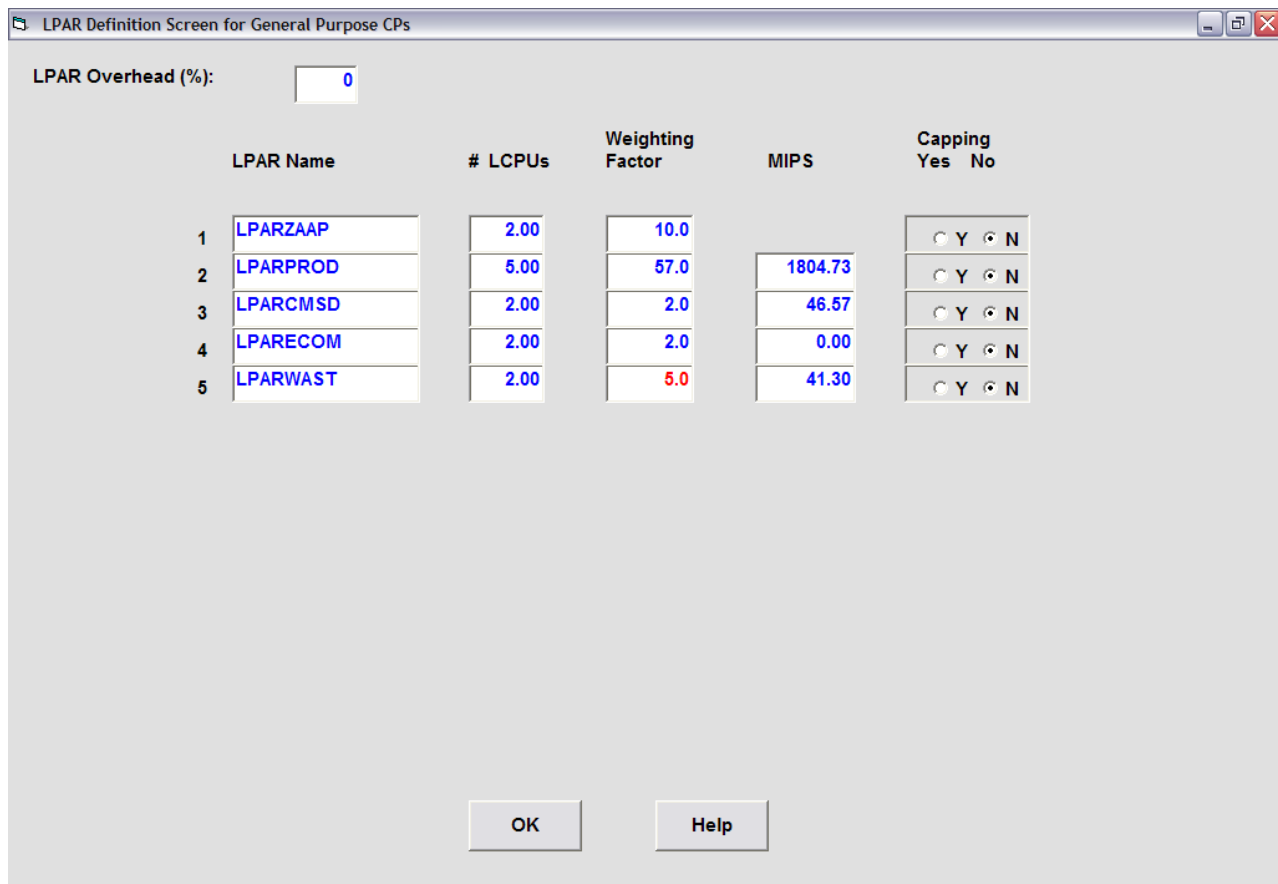 LPAR Definition Screen for General Purpose CPs
LPAR Overhead (%): 0
Weighting Capping
LPAR Name # LCPUs Factor MIPS Yes No
1 LPARZAAP 2.00 10.0 Y N
2 LPARPROD 5.00 57.0 1804.73 Y N
3 LPARCMSD 2.00 2.0 46.57 Y N
4 LPARECOM 2.00 2.0 0.00 Y N
5 LPARWAST 2.00 5.0 41.30 Y N
OK Help